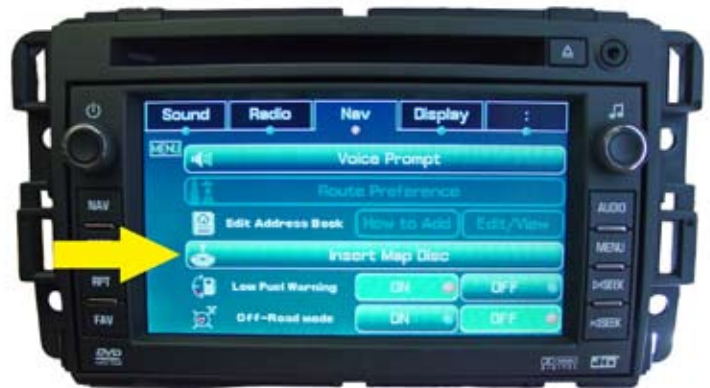 Sound Radio Nav Display :
MENU Voice Prompt
Route Preference
Edit Address Book How to Add Edit/View
Insert Map Disc
Low Fuel Warning ON OFF
Off-Road mode ON OFF
NAV
RPT
FAV
AUDIO
MENU
SEEK
SEEK
DVD